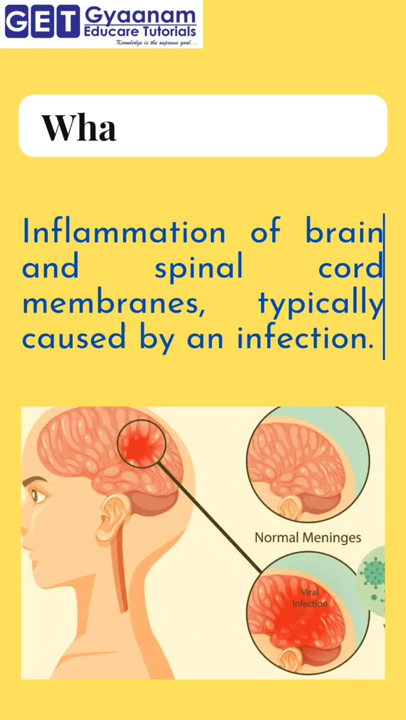 GET Gyaanam
Educare Tutorials
Knowledge is the supreme goal...
Wha
Inflammation of brain
and spinal cord
membranes, typically
caused by an infection.
Normal Meninges
Viral
Infection